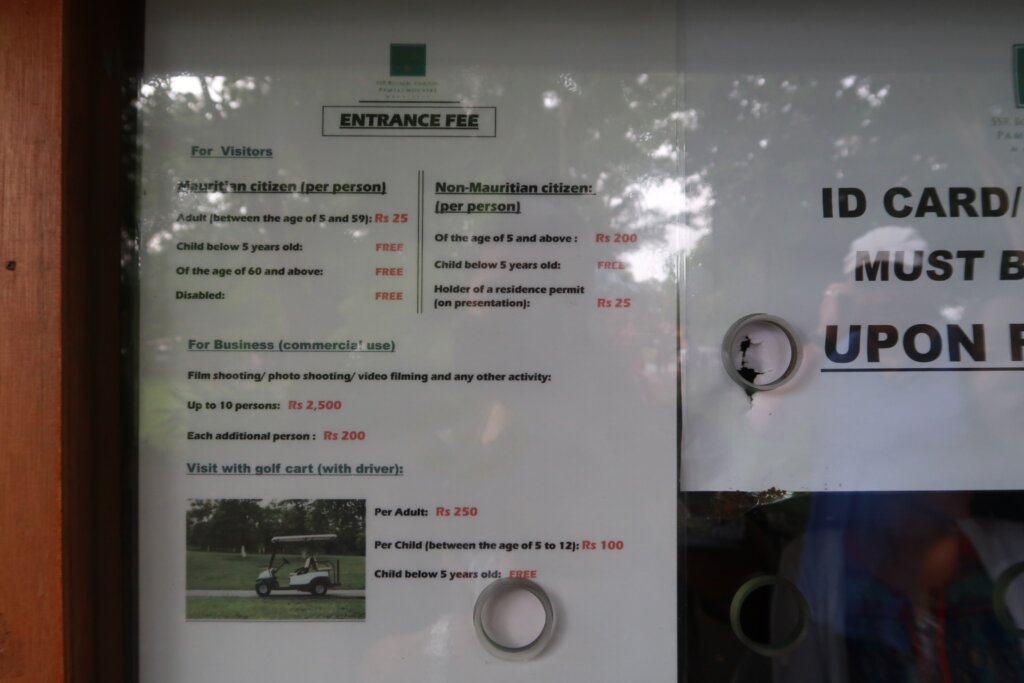 ENTRANCE FEE
For Visitors
Mauritian citizen (per person)
Adult (between the age of 5 and 59): Rs 25
Child below 5 years old: FREE
Of the age of 60 and above: FREE
Disabled: FREE
Non-Mauritian citizen:
(per person)
Of the age of 5 and above : Rs 200
Child below 5 years old: FREE
Holder of a residence permit
(on presentation): Rs 25
For Business (commercial use)
Film shooting/ photo shooting/ video filming and any other activity:
Up to 10 persons: Rs 2,500
Each additional person : Rs 200
Visit with golf cart (with driver):
Per Adult: Rs 250
Per Child (between the age of 5 to 12): Rs 100
Child below 5 years old: FREE
ID CARD/
MUST
UPON